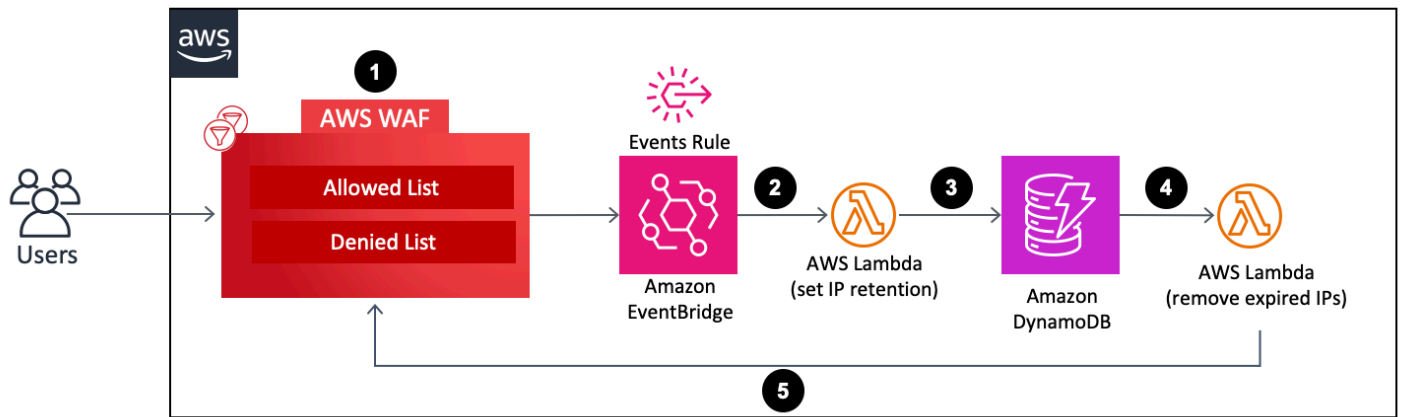 aws
1
AWS WAF
Allowed List
Denied List
Users
Events Rule
Amazon
EventBridge
2
AWS Lambda
(set IP retention)
3
Amazon
DynamoDB
4
AWS Lambda
(remove expired IPs)
5